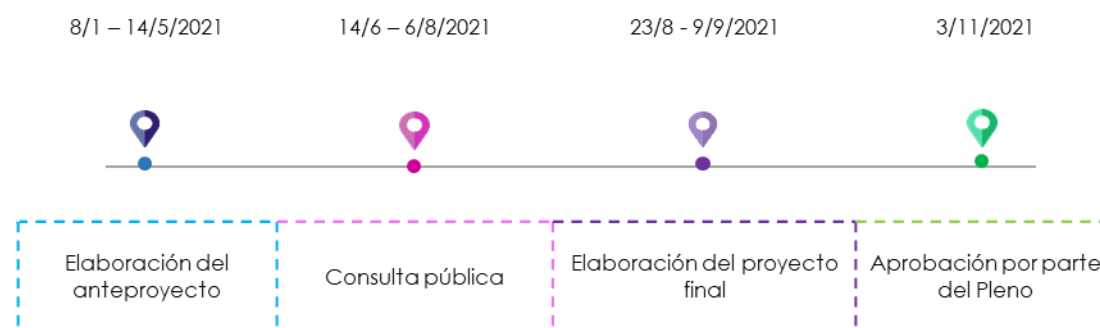 8/1 – 14/5/2021
14/6 – 6/8/2021
23/8 - 9/9/2021
3/11/2021
Elaboración del
anteproyecto
Consulta pública
Elaboración del proyecto
final
Aprobación por parte
del Pleno